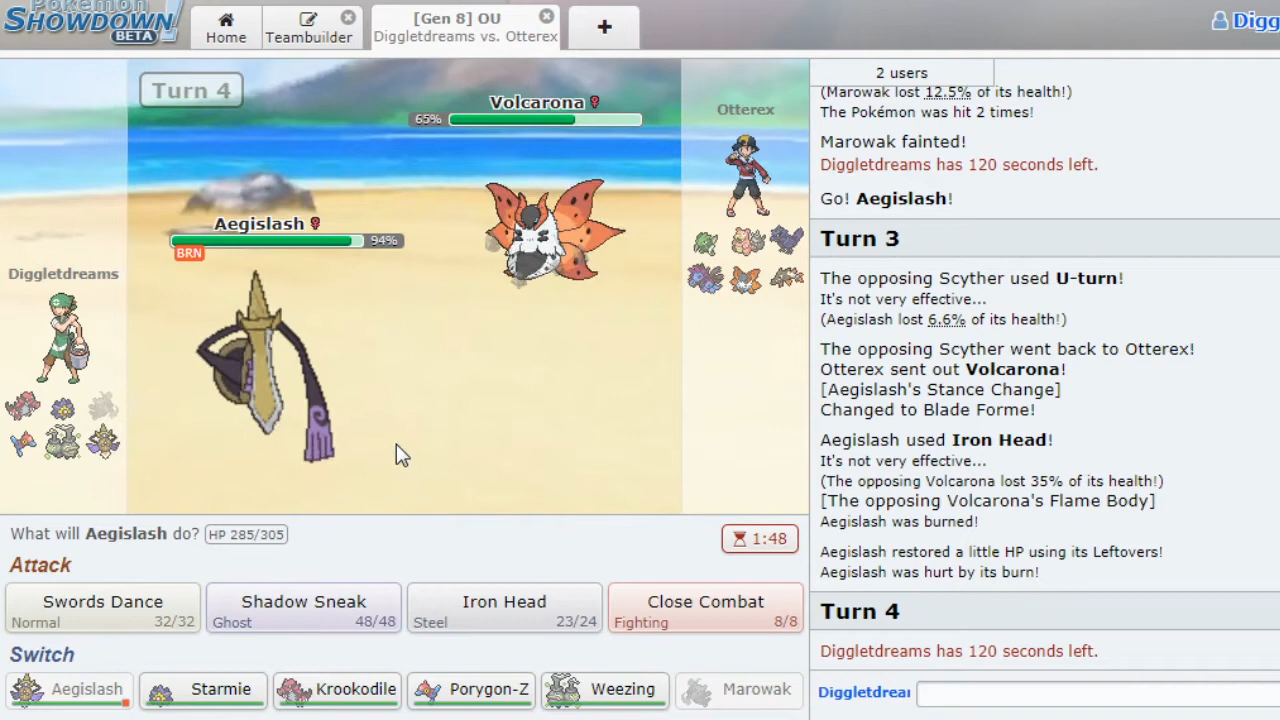 Pokémon
SHOWDOWN!
BETA
Home
Teambuilder
[Gen 8] OU
Diggletdreams vs. Otterex
+
Digg
Turn 4
Volcarona
65%
Otterex
Aegislash
94%
BRN
Diggletdreams
What will Aegislash do? HP 285/305
1:48
Attack
Swords Dance
Normal 32/32
Shadow Sneak
Ghost 48/48
Iron Head
Steel 23/24
Close Combat
Fighting 8/8
Switch
Aegislash
Starmie
Krookodile
Porygon-Z
Weezing
Marowak
2 users
(Marowak lost 12.5% of its health!)
The Pokémon was hit 2 times!
Marowak fainted!
Diggletdreams has 120 seconds left.
Go! Aegislash!
Turn 3
The opposing Scyther used U-turn!
It's not very effective...
(Aegislash lost 6.6% of its health!)
The opposing Scyther went back to Otterex!
Otterex sent out Volcarona!
[Aegislash's Stance Change]
Changed to Blade Forme!
Aegislash used Iron Head!
It's not very effective...
(The opposing Volcarona lost 35% of its health!)
[The opposing Volcarona's Flame Body]
Aegislash was burned!
Aegislash restored a little HP using its Leftovers!
Aegislash was hurt by its burn!
Turn 4
Diggletdreams has 120 seconds left.
Diggletdrea